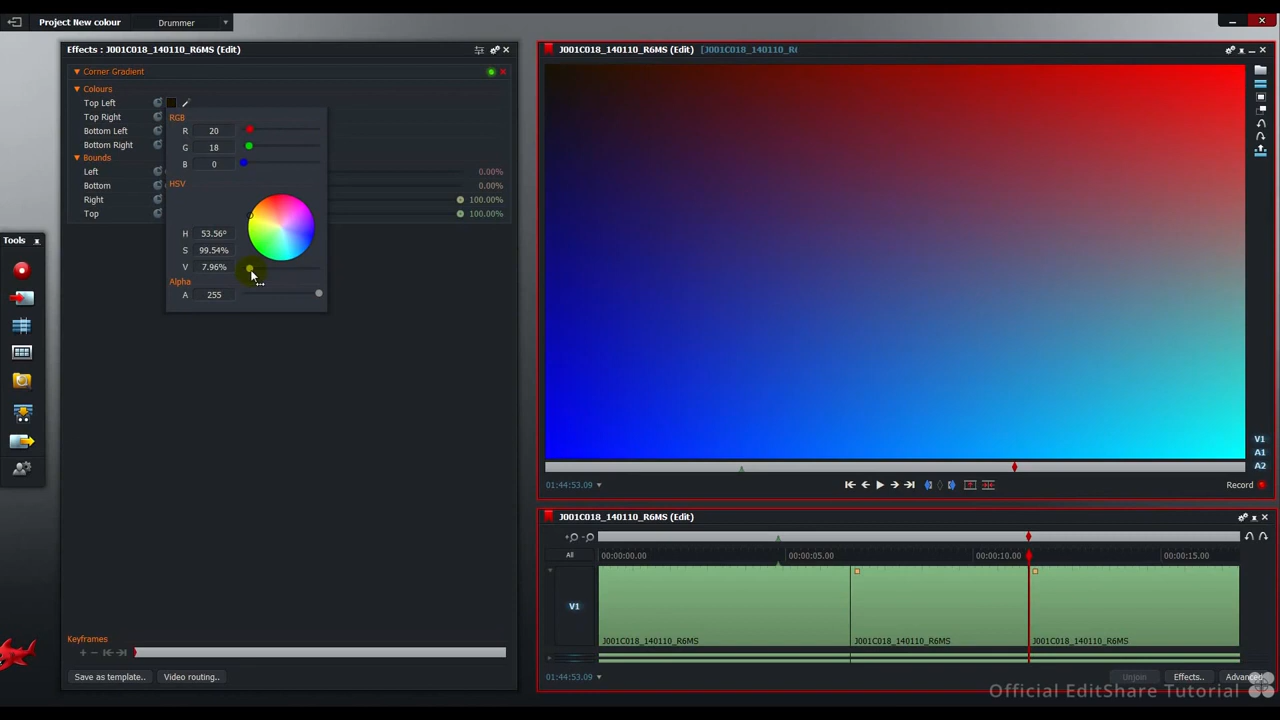 Project New colour
Drummer
Effects : J001C018_140110_R6MS (Edit)
Corner Gradient
Colours
Top Left
Top Right
Bottom Left
Bottom Right
Bounds
Left 0.00%
Bottom 0.00%
Right 100.00%
Top 100.00%
RGB
R 20
G 18
B 0
HSV
H 53.56º
S 99.54%
V 7.96%
Alpha
A 255
Tools
Keyframes
Save as template..
Video routing..
J001C018_140110_R6MS (Edit) [J001C018_140110_R6
V1
A1
A2
01:44:53.09
Record
J001C018_140110_R6MS (Edit)
All
00:00:00.00
00:00:05.00
00:00:10.00
00:00:15.00
V1
J001C018_140110_R6MS
J001C018_140110_R6MS
J001C018_140110_R6MS
01:44:53.09
Unjoin
Effects..
Advanced
Official EditShare Tutorial